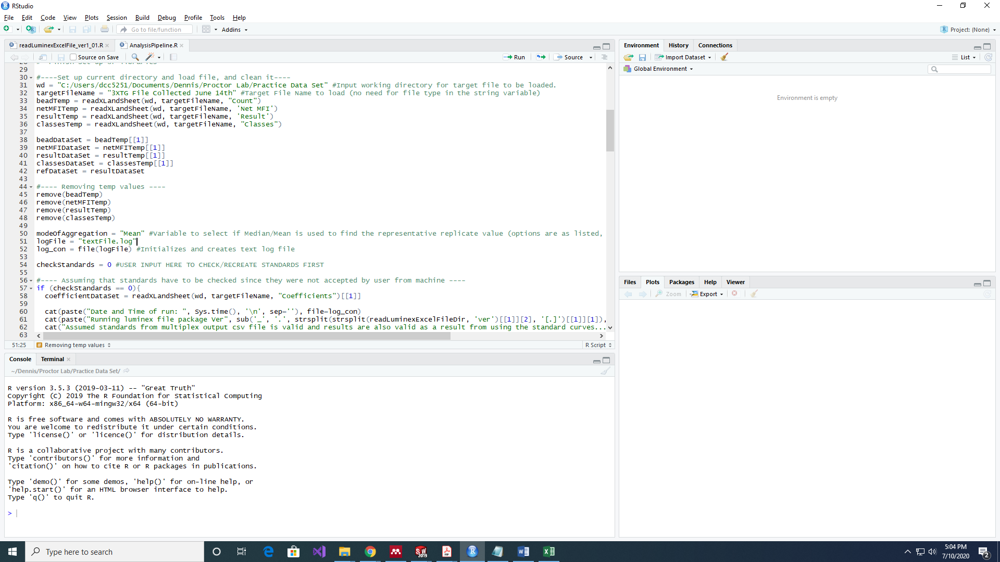 RStudio
File Edit Code View Plots Session Build Debug Profile Tools Help
Go to file/function Addins Project: (None)
readLuminexExcelFile_ver1_01.R AnalysisPipeline.R
Source on Save Run Source
29
30 #----Set up current directory and load file, and clean it----
31 wd = "C:/Users/dcc5251/Documents/Dennis/Proctor Lab/Practice Data Set" #Input working directory for target file to be loaded.
32 targetFileName = "3XTG File Collected June 14th" #Target File Name to load (no need for file type in the string variable)
33 beadTemp = readXLandSheet(wd, targetFileName, "Count")
34 netMFITemp = readXLandSheet(wd, targetFileName, 'Net MFI')
35 resultTemp = readXLandSheet(wd, targetFileName, 'Result')
36 classesTemp = readXLandSheet(wd, targetFileName, "Classes")
37
38 beadDataSet = beadTemp[[1]]
39 netMFIDataSet = netMFITemp[[1]]
40 resultDataSet = resultTemp[[1]]
41 classesDataSet = classesTemp[[1]]
42 refDataSet = resultDataSet
43
44 #---- Removing temp values ----
45 remove(beadTemp)
46 remove(netMFITemp)
47 remove(resultTemp)
48 remove(classesTemp)
49
50 modeOfAggregation = "Mean" #Variable to select if Median/Mean is used to find the representative replicate value (options are as listed,
51 logFile = "textFile.log"
52 log_con = file(logFile) #Initializes and creates text log file
53
54 checkStandards = 0 #USER INPUT HERE TO CHECK/RECREATE STANDARDS FIRST
55
56 #---- Assuming that standards have to be checked since they were not accepted by user from machine ----
57 if (checkStandards == 0){
58 coefficientDataSet = readXLandSheet(wd, targetFileName, "Coefficients")[[1]]
59
60 cat(paste("Date and Time of run: ", Sys.time(), '\n', sep=''), file=log_con)
61 cat(paste("Running luminex file package ver", sub('_', '.', strsplit(strsplit(readLuminexExcelFileDir, 'ver')[[1]][2], '[.]')[[1]][1]),
62 cat("Assumed standards from multiplex output csv file is valid and results are also valid as a result from using the standard curves...
63
51:25 Removing temp values R Script
Console Terminal
~/Dennis/Proctor Lab/Practice Data Set/
R version 3.5.3 (2019-03-11) -- "Great Truth"
Copyright (C) 2019 The R Foundation for Statistical Computing
Platform: x86_64-w64-mingw32/x64 (64-bit)
R is free software and comes with ABSOLUTELY NO WARRANTY.
You are welcome to redistribute it under certain conditions.
Type 'license()' or 'licence()' for distribution details.
R is a collaborative project with many contributors.
Type 'contributors()' for more information and
'citation()' on how to cite R or R packages in publications.
Type 'demo()' for some demos, 'help()' for on-line help, or
'help.start()' for an HTML browser interface to help.
Type 'q()' to quit R.
>
Environment History Connections
Import Dataset List
Global Environment
Environment is empty
Files Plots Packages Help Viewer
Zoom Export
Type here to search
5:04 PM
7/10/2020
2